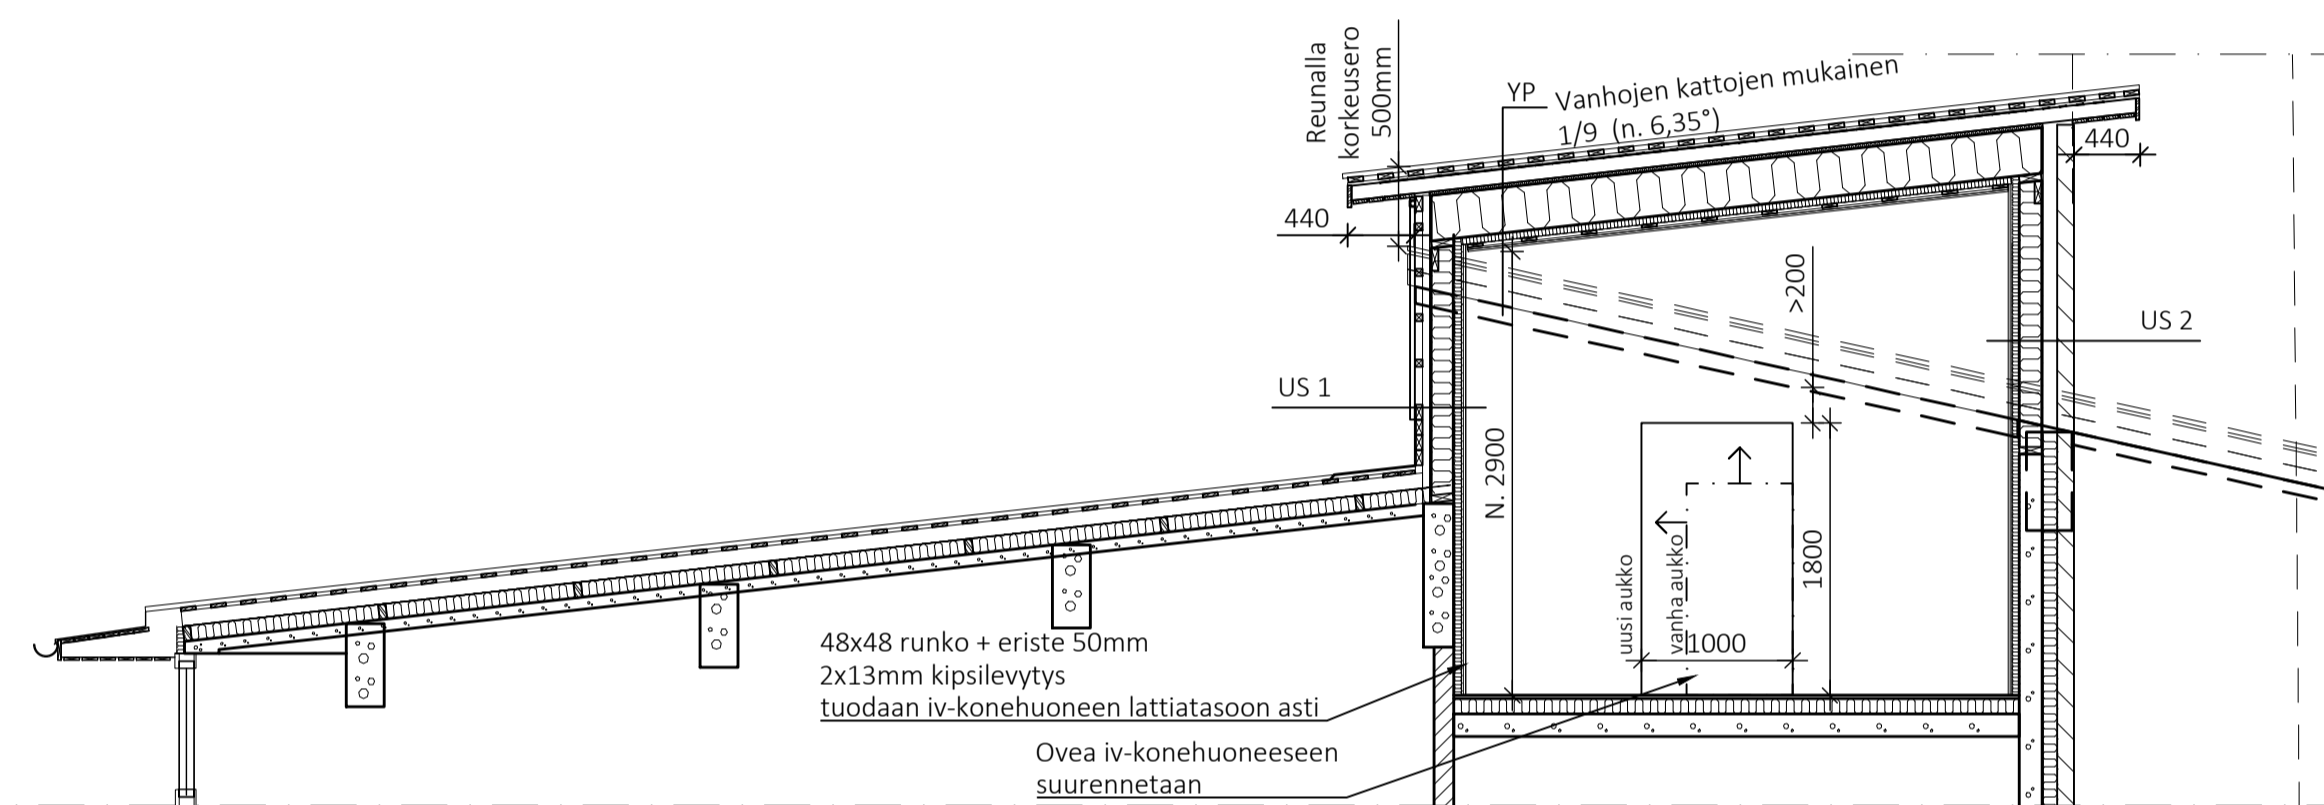 Reunalla
korkeusero
500mm
YP
Vanhojen kattojen mukainen
1/9 (n. 6,35°)
440
440
>200
US 2
US 1
N. 2900
uusi aukko
vanha aukko
1800
1000
48x48 runko + eriste 50mm
2x13mm kipsilevytys
tuodaan iv-konehuoneen lattiatasoon asti
Ovea iv-konehuoneeseen
suurennetaan